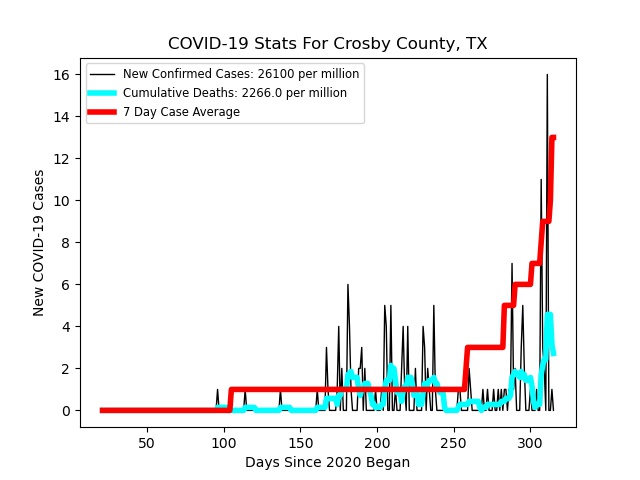 COVID-19 Stats For Crosby County, TX
New Confirmed Cases: 26100 per million
Cumulative Deaths: 2266.0 per million
7 Day Case Average
New COVID-19 Cases
16
14
12
10
8
6
4
2
0
50 100 150 200 250 300
Days Since 2020 Began